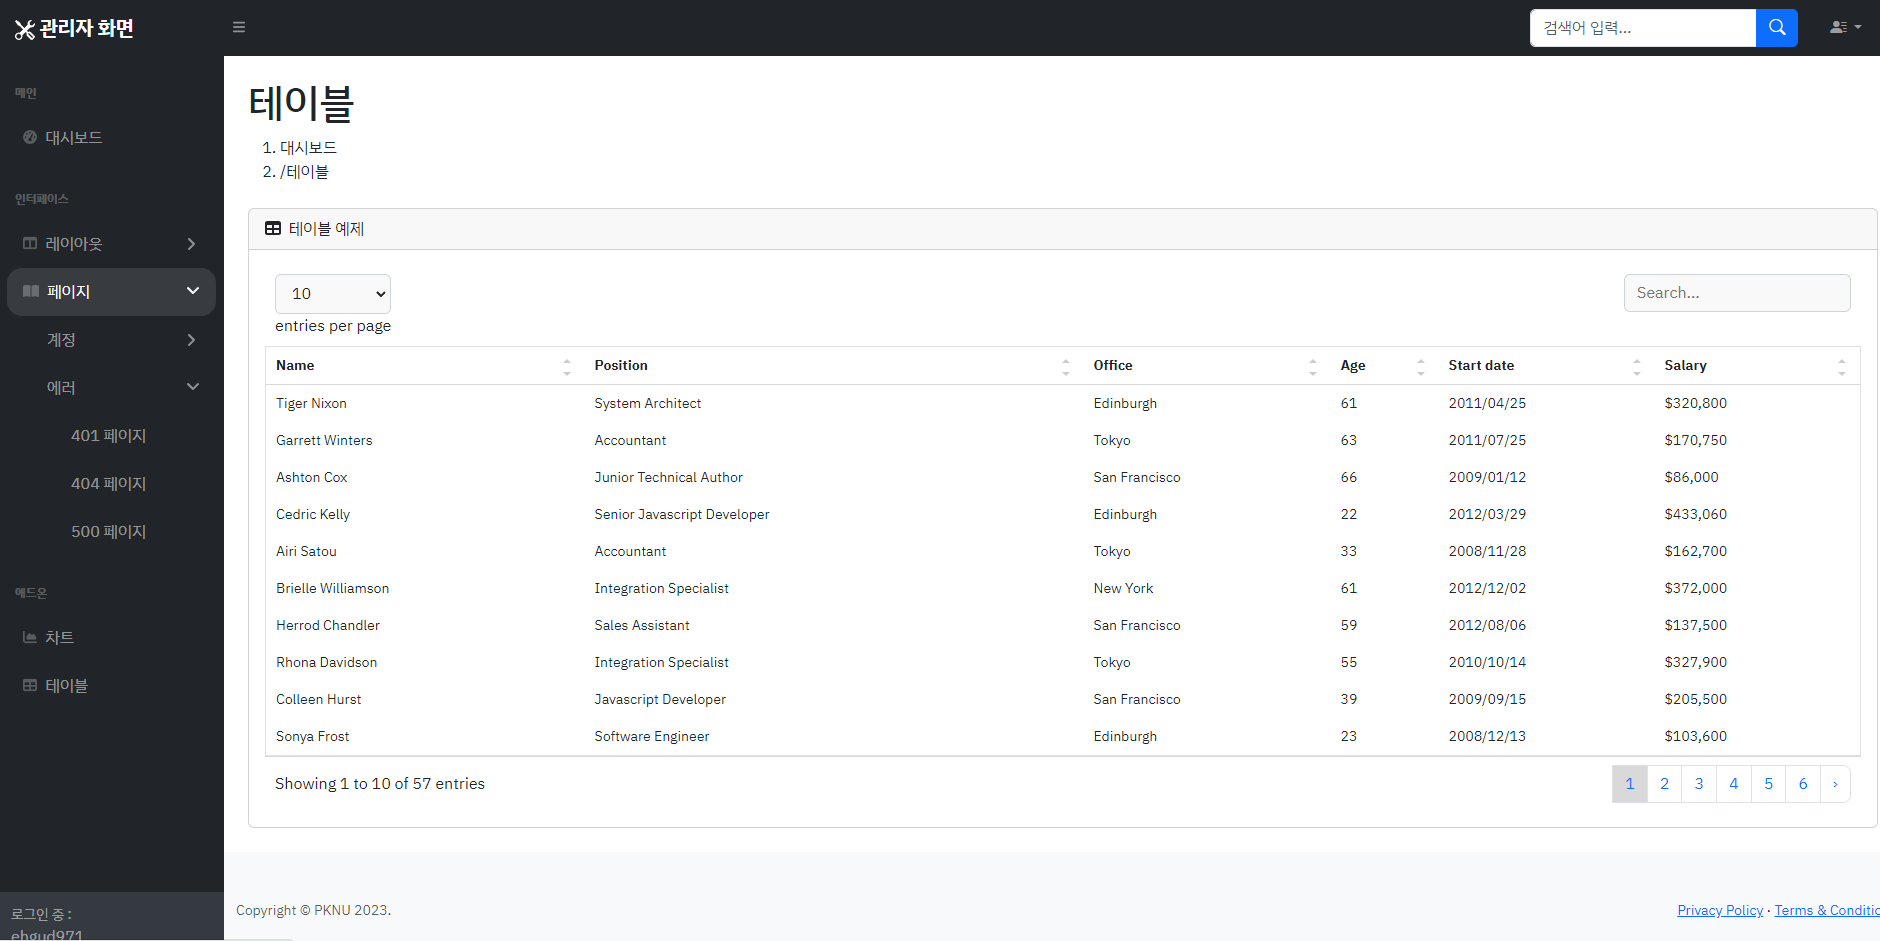 관리자 화면
검색어 입력...
메인
대시보드
인터페이스
레이아웃
페이지
계정
에러
401 페이지
404 페이지
500 페이지
에드온
차트
테이블
로그인 중 :
ehgud971
테이블
1. 대시보드
2. /테이블
테이블 예제
10
entries per page
Search...
Name Position Office Age Start date Salary
Tiger Nixon System Architect Edinburgh 61 2011/04/25 $320,800
Garrett Winters Accountant Tokyo 63 2011/07/25 $170,750
Ashton Cox Junior Technical Author San Francisco 66 2009/01/12 $86,000
Cedric Kelly Senior Javascript Developer Edinburgh 22 2012/03/29 $433,060
Airi Satou Accountant Tokyo 33 2008/11/28 $162,700
Brielle Williamson Integration Specialist New York 61 2012/12/02 $372,000
Herrod Chandler Sales Assistant San Francisco 59 2012/08/06 $137,500
Rhona Davidson Integration Specialist Tokyo 55 2010/10/14 $327,900
Colleen Hurst Javascript Developer San Francisco 39 2009/09/15 $205,500
Sonya Frost Software Engineer Edinburgh 23 2008/12/13 $103,600
Showing 1 to 10 of 57 entries
1 2 3 4 5 6 ›
Copyright © PKNU 2023.
Privacy Policy · Terms & Conditio